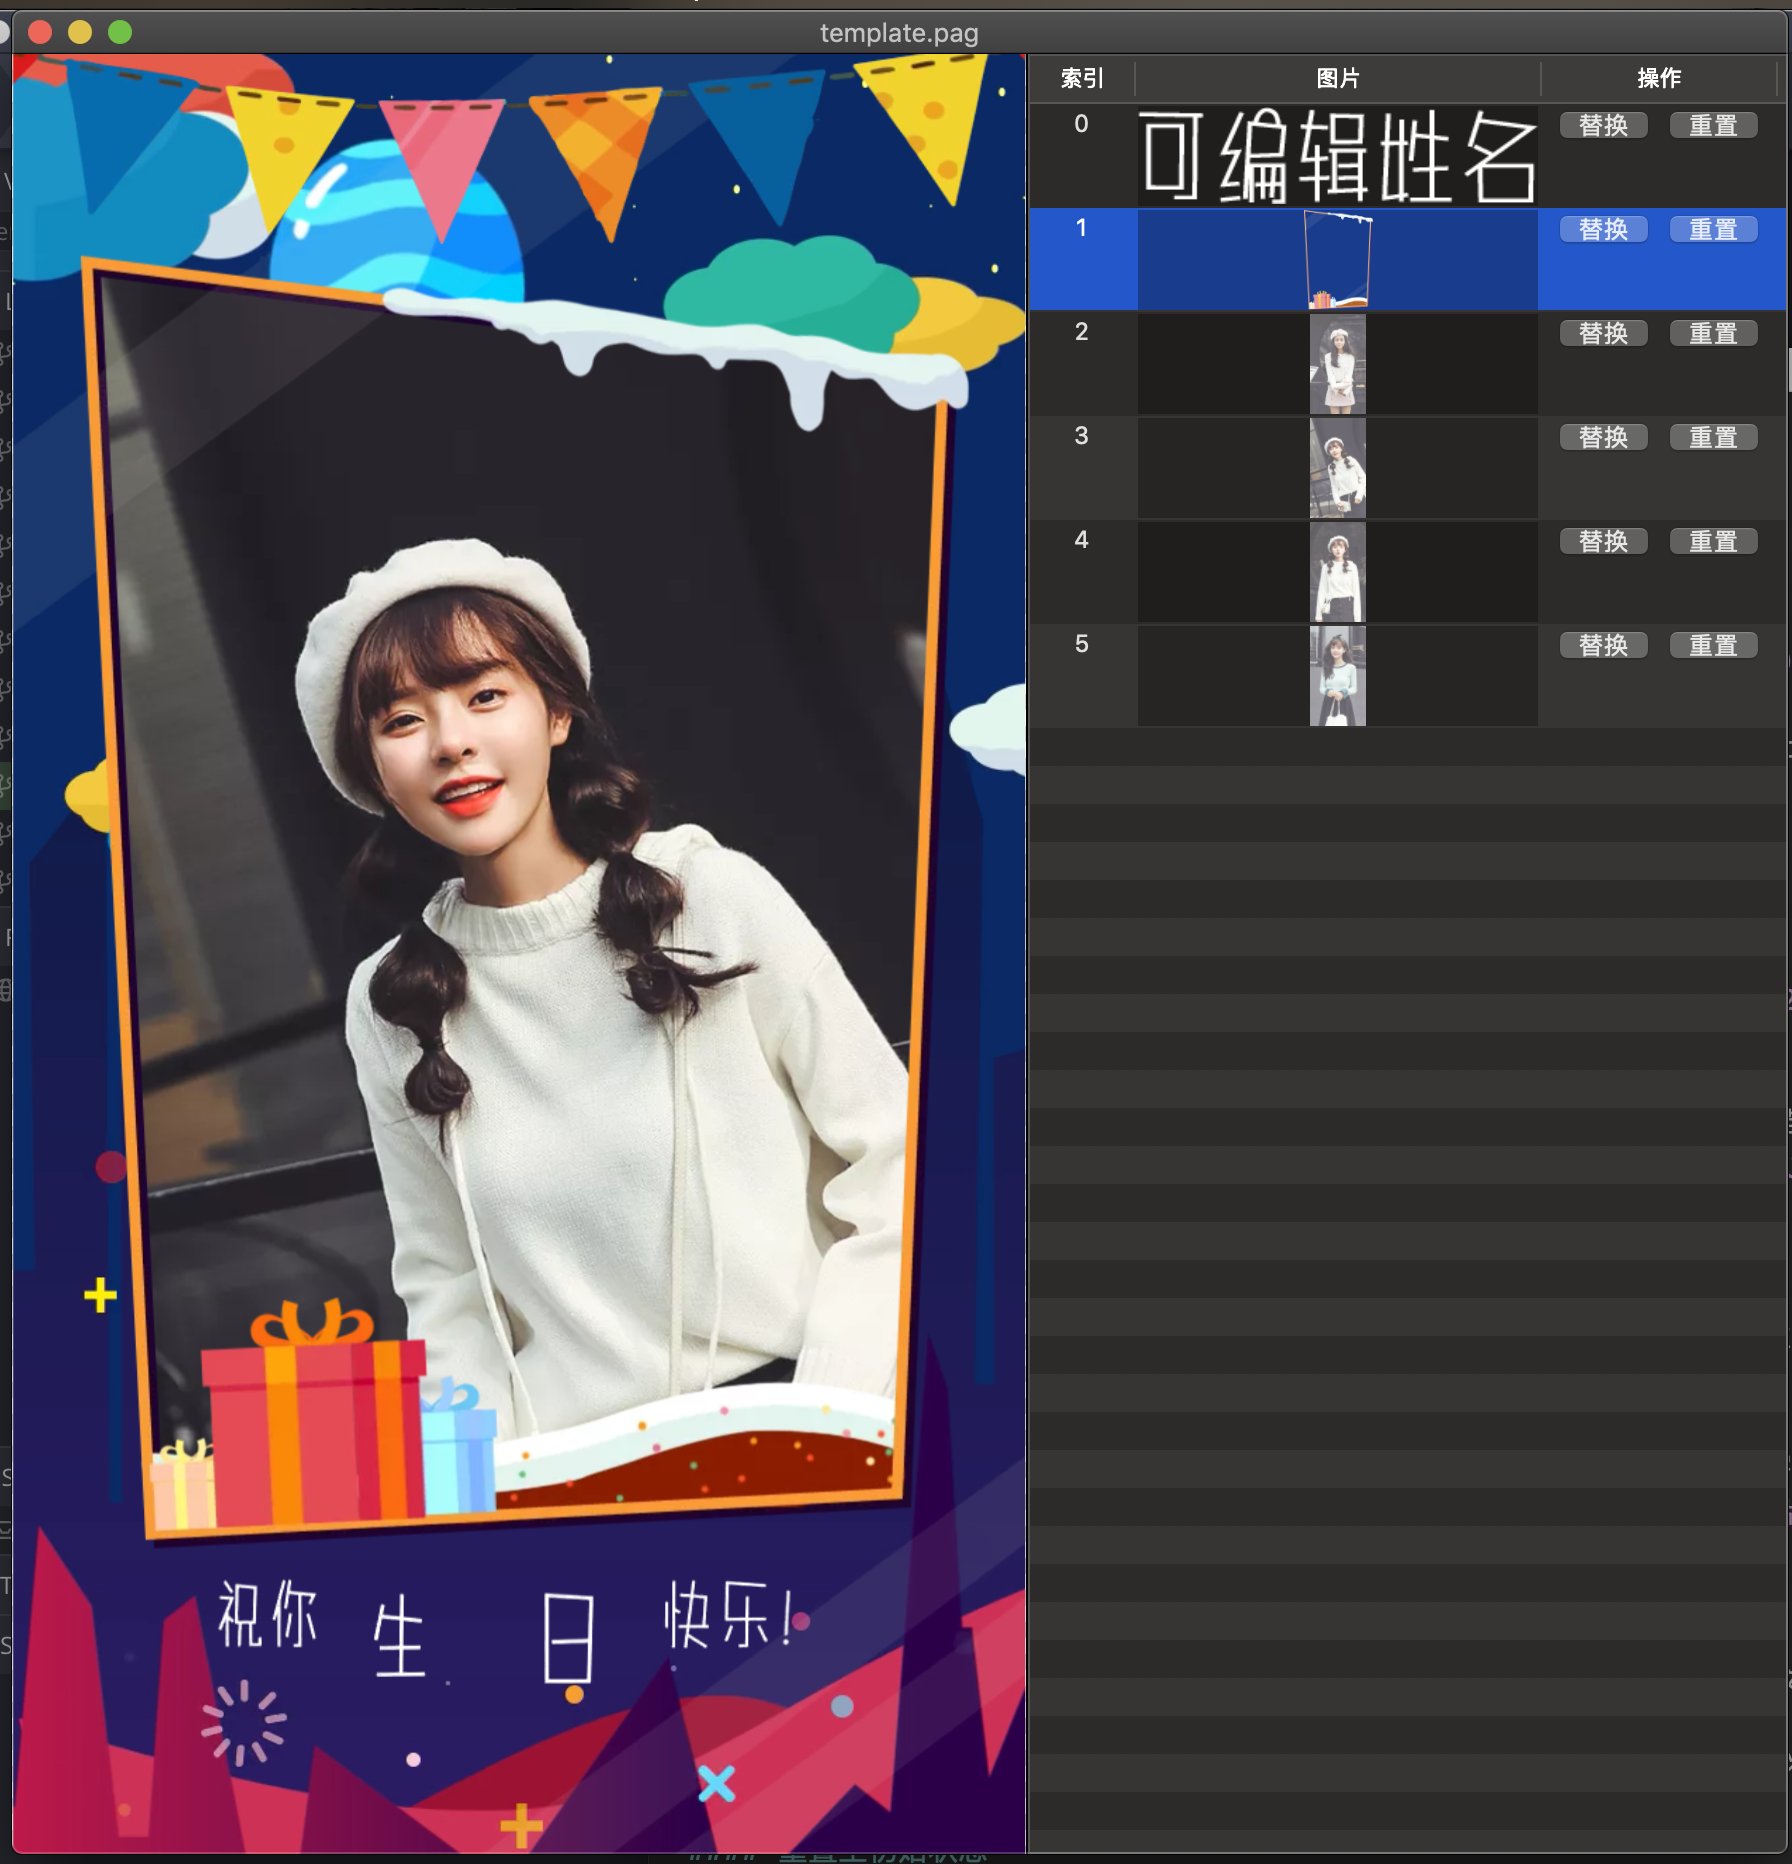 template.pag
索引 图片 操作
0 可编辑姓名 替换 重置
1 替换 重置
2 替换 重置
3 替换 重置
4 替换 重置
5 替换 重置
祝你 生 日 快乐!